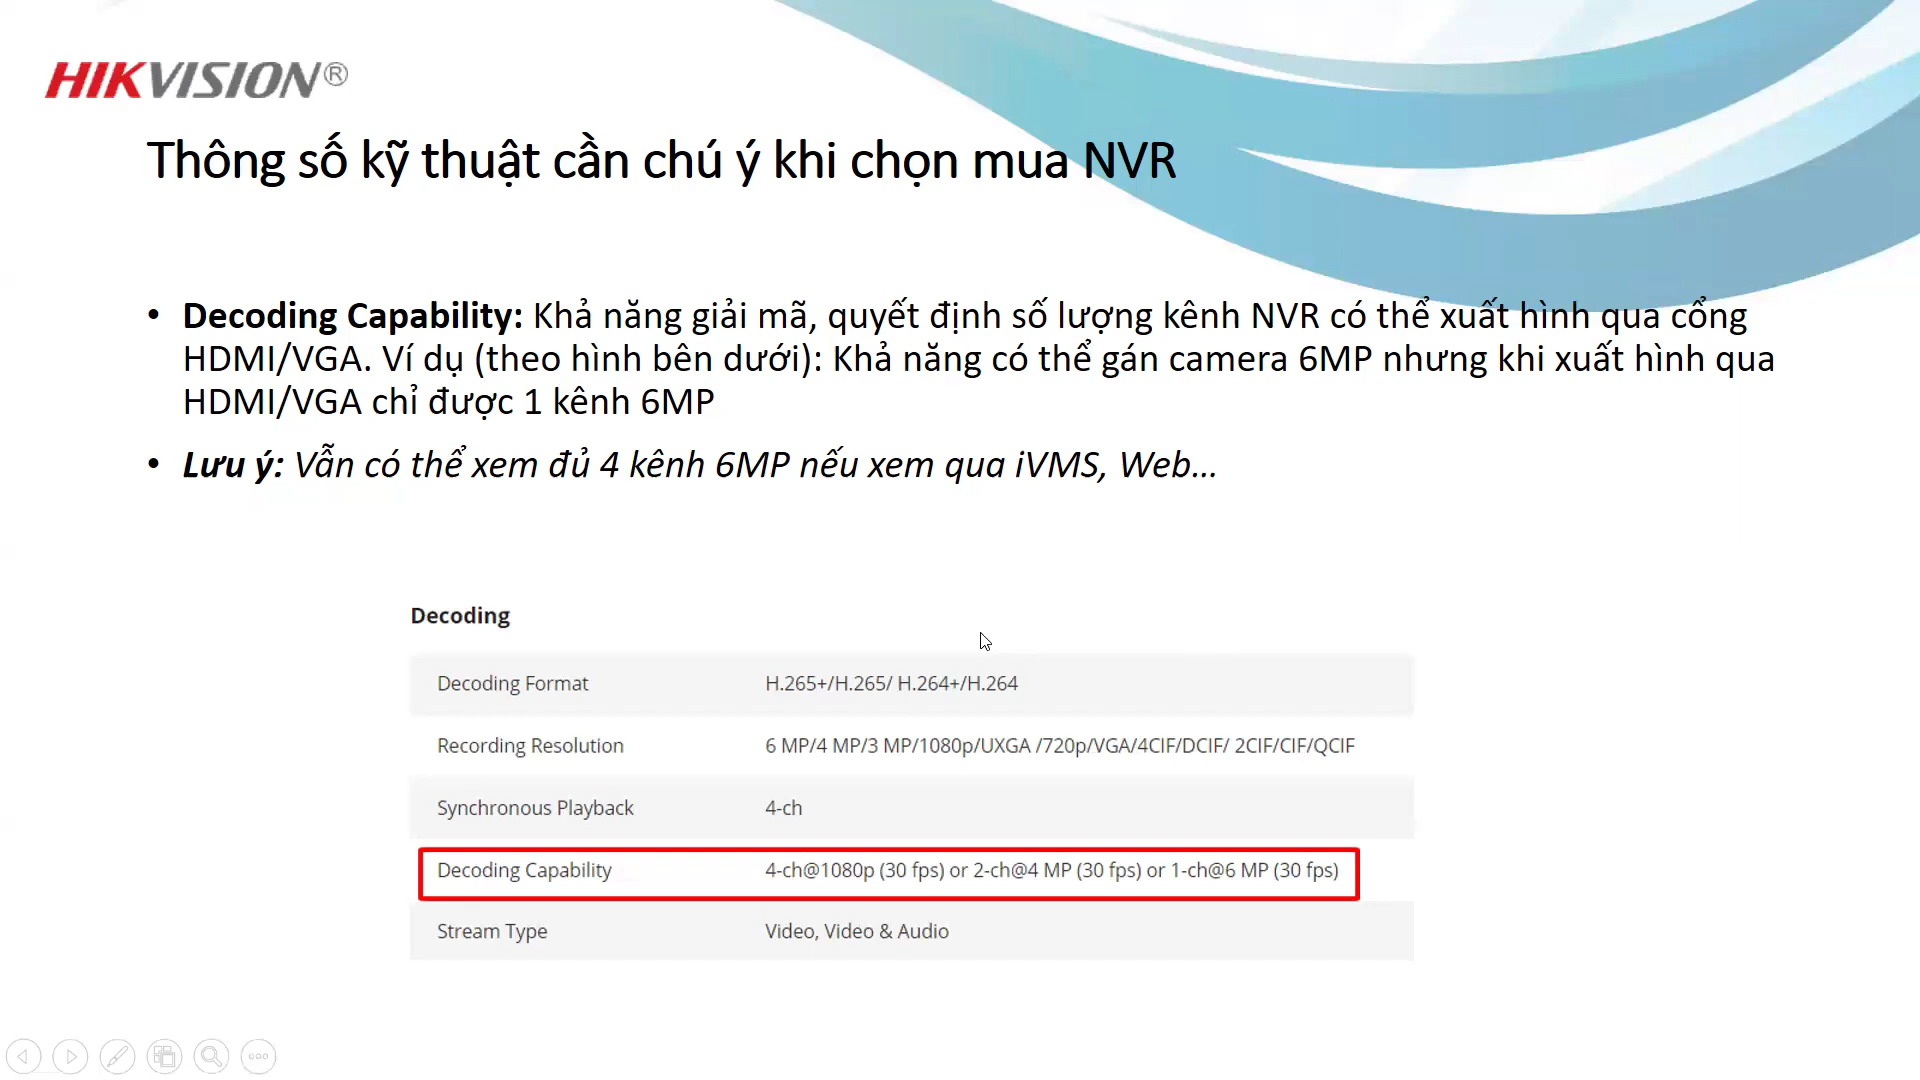 HIKVISION®
Thông số kỹ thuật cần chú ý khi chọn mua NVR
• Decoding Capability: Khả năng giải mã, quyết định số lượng kênh NVR có thể xuất hình qua cổng
HDMI/VGA. Ví dụ (theo hình bên dưới): Khả năng có thể gán camera 6MP nhưng khi xuất hình qua
HDMI/VGA chỉ được 1 kênh 6MP
• Lưu ý: Vẫn có thể xem đủ 4 kênh 6MP nếu xem qua iVMS, Web...
Decoding
Decoding Format H.265+/H.265/ H.264+/H.264
Recording Resolution 6 MP/4 MP/3 MP/1080p/UXGA /720p/VGA/4CIF/DCIF/ 2CIF/CIF/QCIF
Synchronous Playback 4-ch
Decoding Capability 4-ch@1080p (30 fps) or 2-ch@4 MP (30 fps) or 1-ch@6 MP (30 fps)
Stream Type Video, Video & Audio